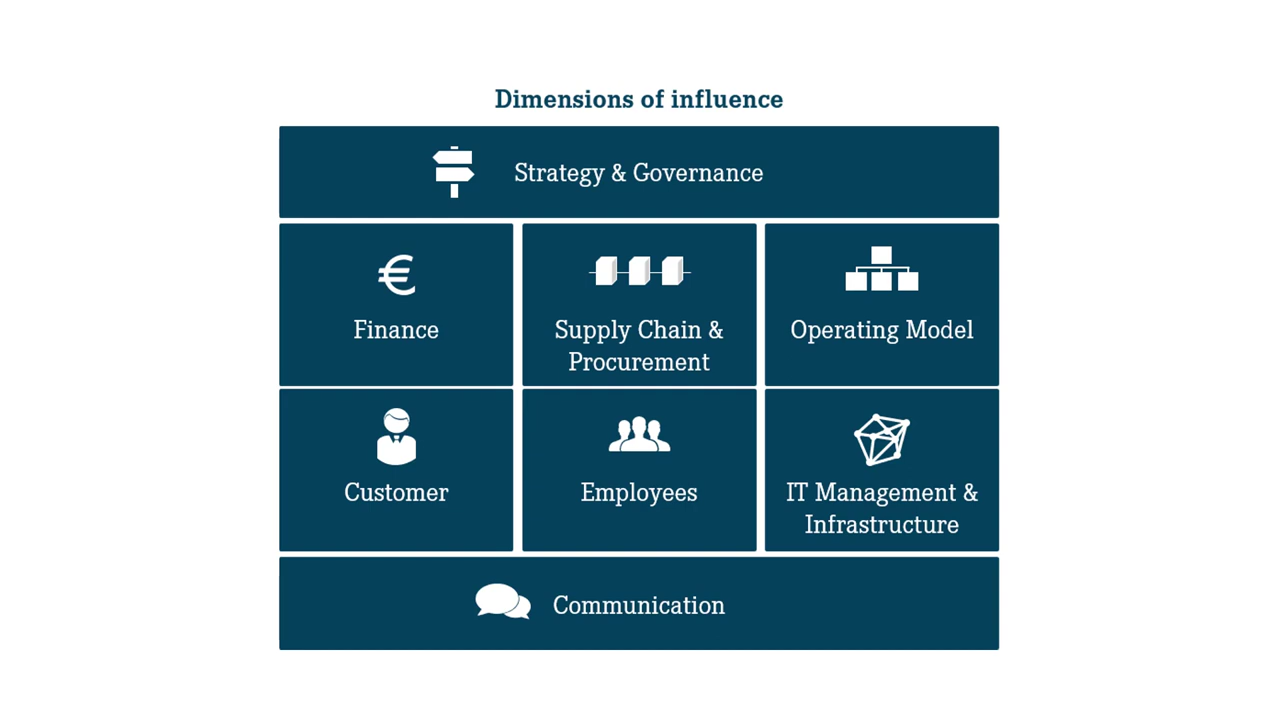 Dimensions of influence
Strategy & Governance
€
Finance
Supply Chain &
Procurement
Operating Model
Customer
Employees
IT Management &
Infrastructure
Communication